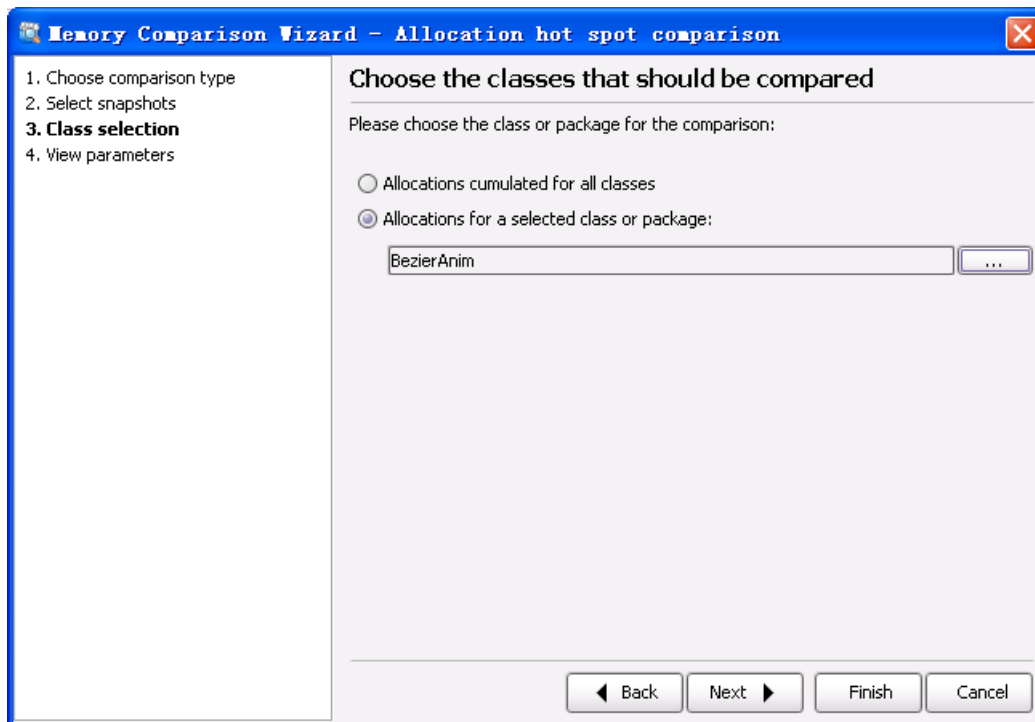 Memory Comparison Wizard - Allocation hot spot comparison
1. Choose comparison type
2. Select snapshots
3. Class selection
4. View parameters
Choose the classes that should be compared
Please choose the class or package for the comparison:
Allocations cumulated for all classes
Allocations for a selected class or package:
BezierAnim
...
Back
Next
Finish
Cancel